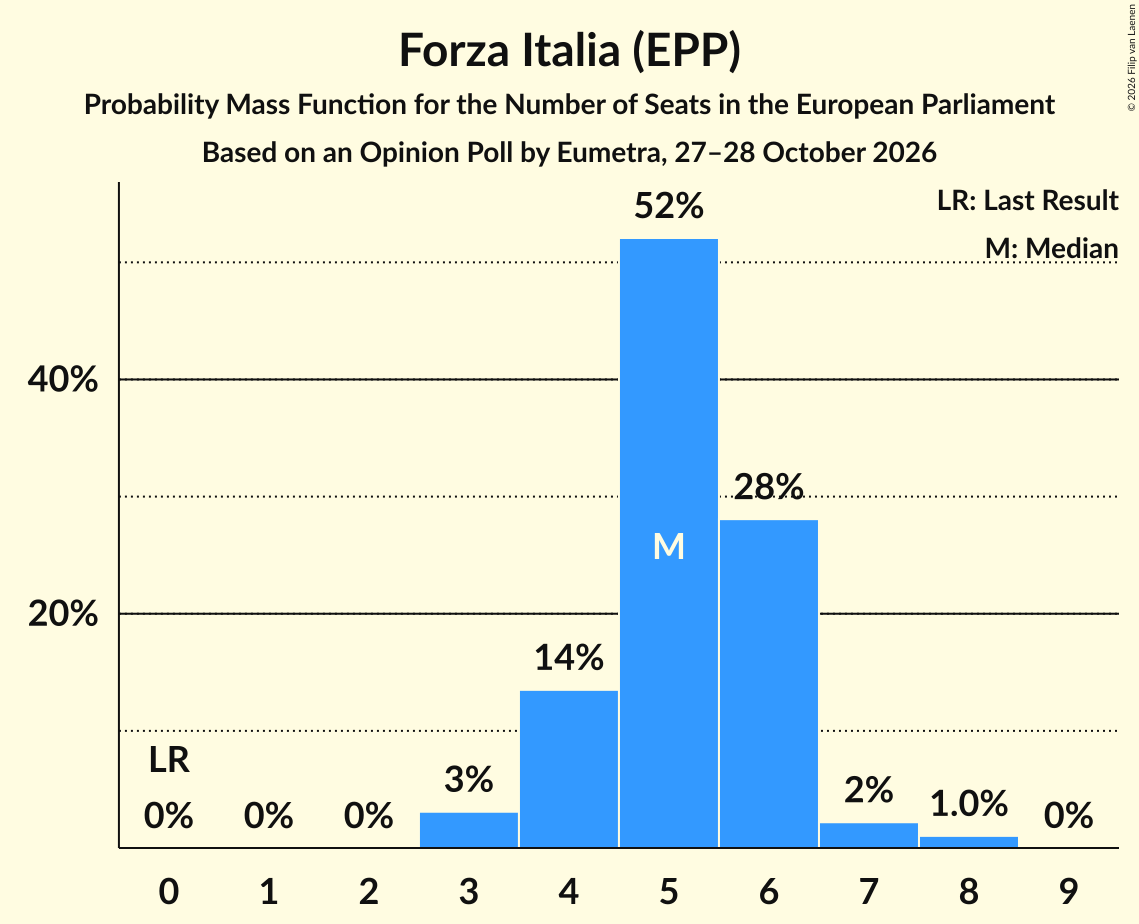 Forza Italia (EPP)
Probability Mass Function for the Number of Seats in the European Parliament
Based on an Opinion Poll by Eumetra, 27–28 October 2026
© 2026 Filip van Laenen
LR: Last Result
M: Median
52%
40%
28%
M
20%
14%
LR
0%
0%
0%
3%
2%
1.0%
0%
0
1
2
3
4
5
6
7
8
9